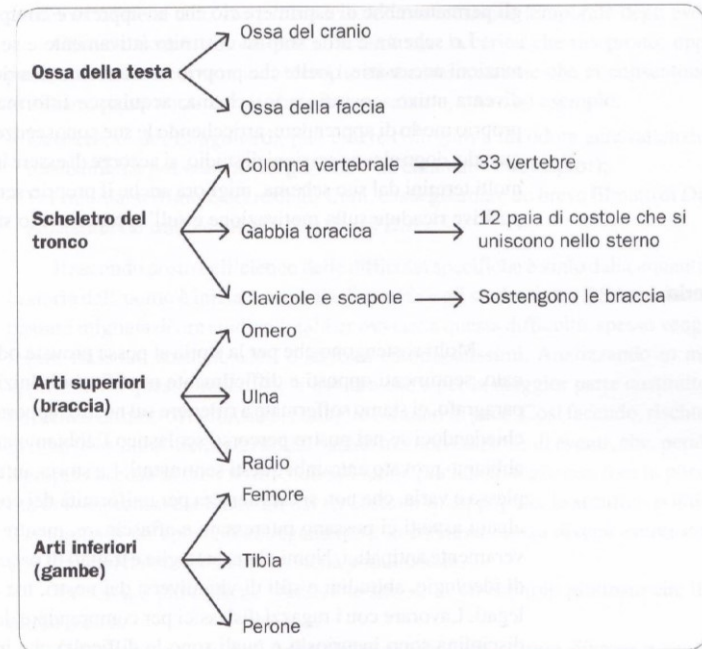 Ossa della testa
Ossa del cranio
Ossa della faccia
Scheletro del
tronco
Colonna vertebrale
33 vertebre
Gabbia toracica
12 paia di costole che si
uniscono nello sterno
Clavicole e scapole
Sostengono le braccia
Arti superiori
(braccia)
Omero
Ulna
Radio
Arti inferiori
(gambe)
Femore
Tibia
Perone